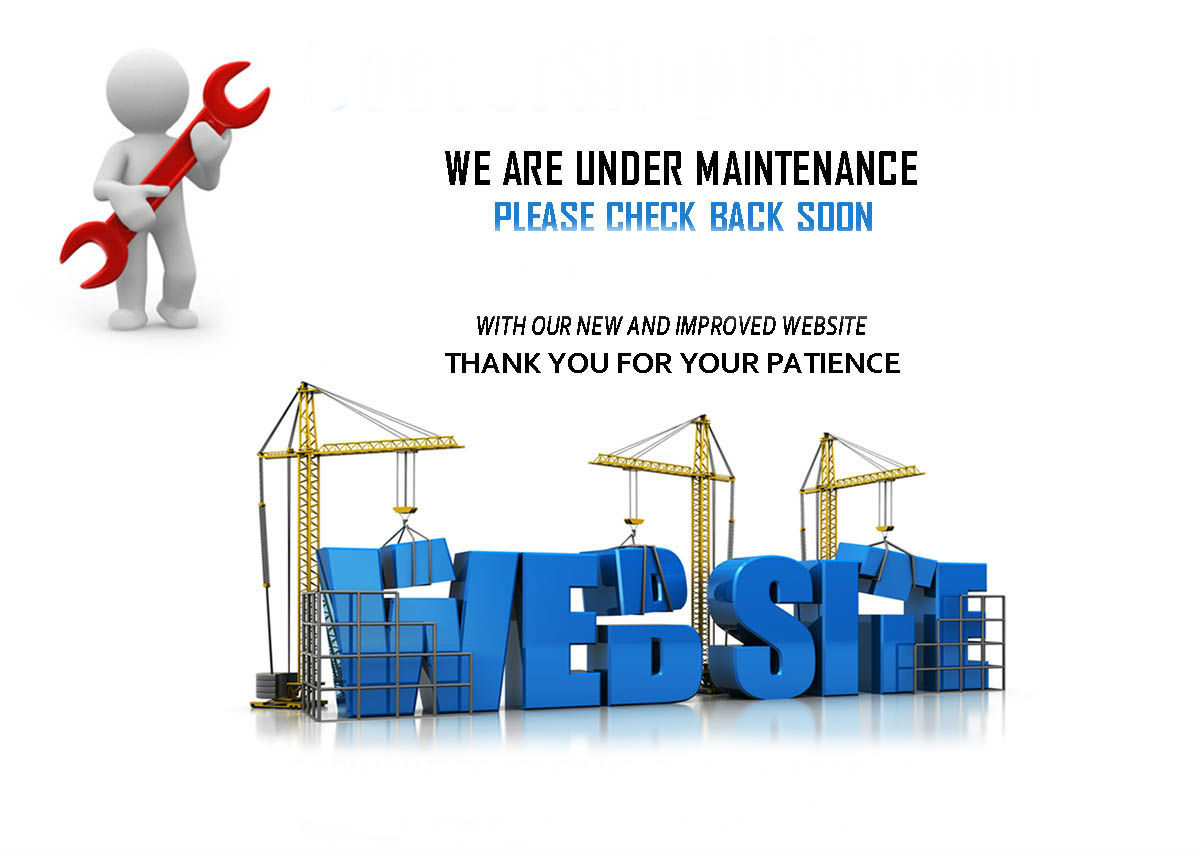 WE ARE UNDER MAINTENANCE
PLEASE CHECK BACK SOON
WITH OUR NEW AND IMPROVED WEBSITE
THANK YOU FOR YOUR PATIENCE
WEBSITE